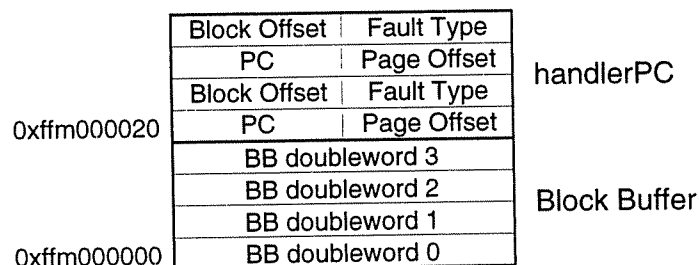 Block Offset Fault Type
PC Page Offset
handlerPC
Block Offset Fault Type
0xffm000020 PC Page Offset
BB doubleword 3
BB doubleword 2
Block Buffer
BB doubleword 1
0xffm000000 BB doubleword 0